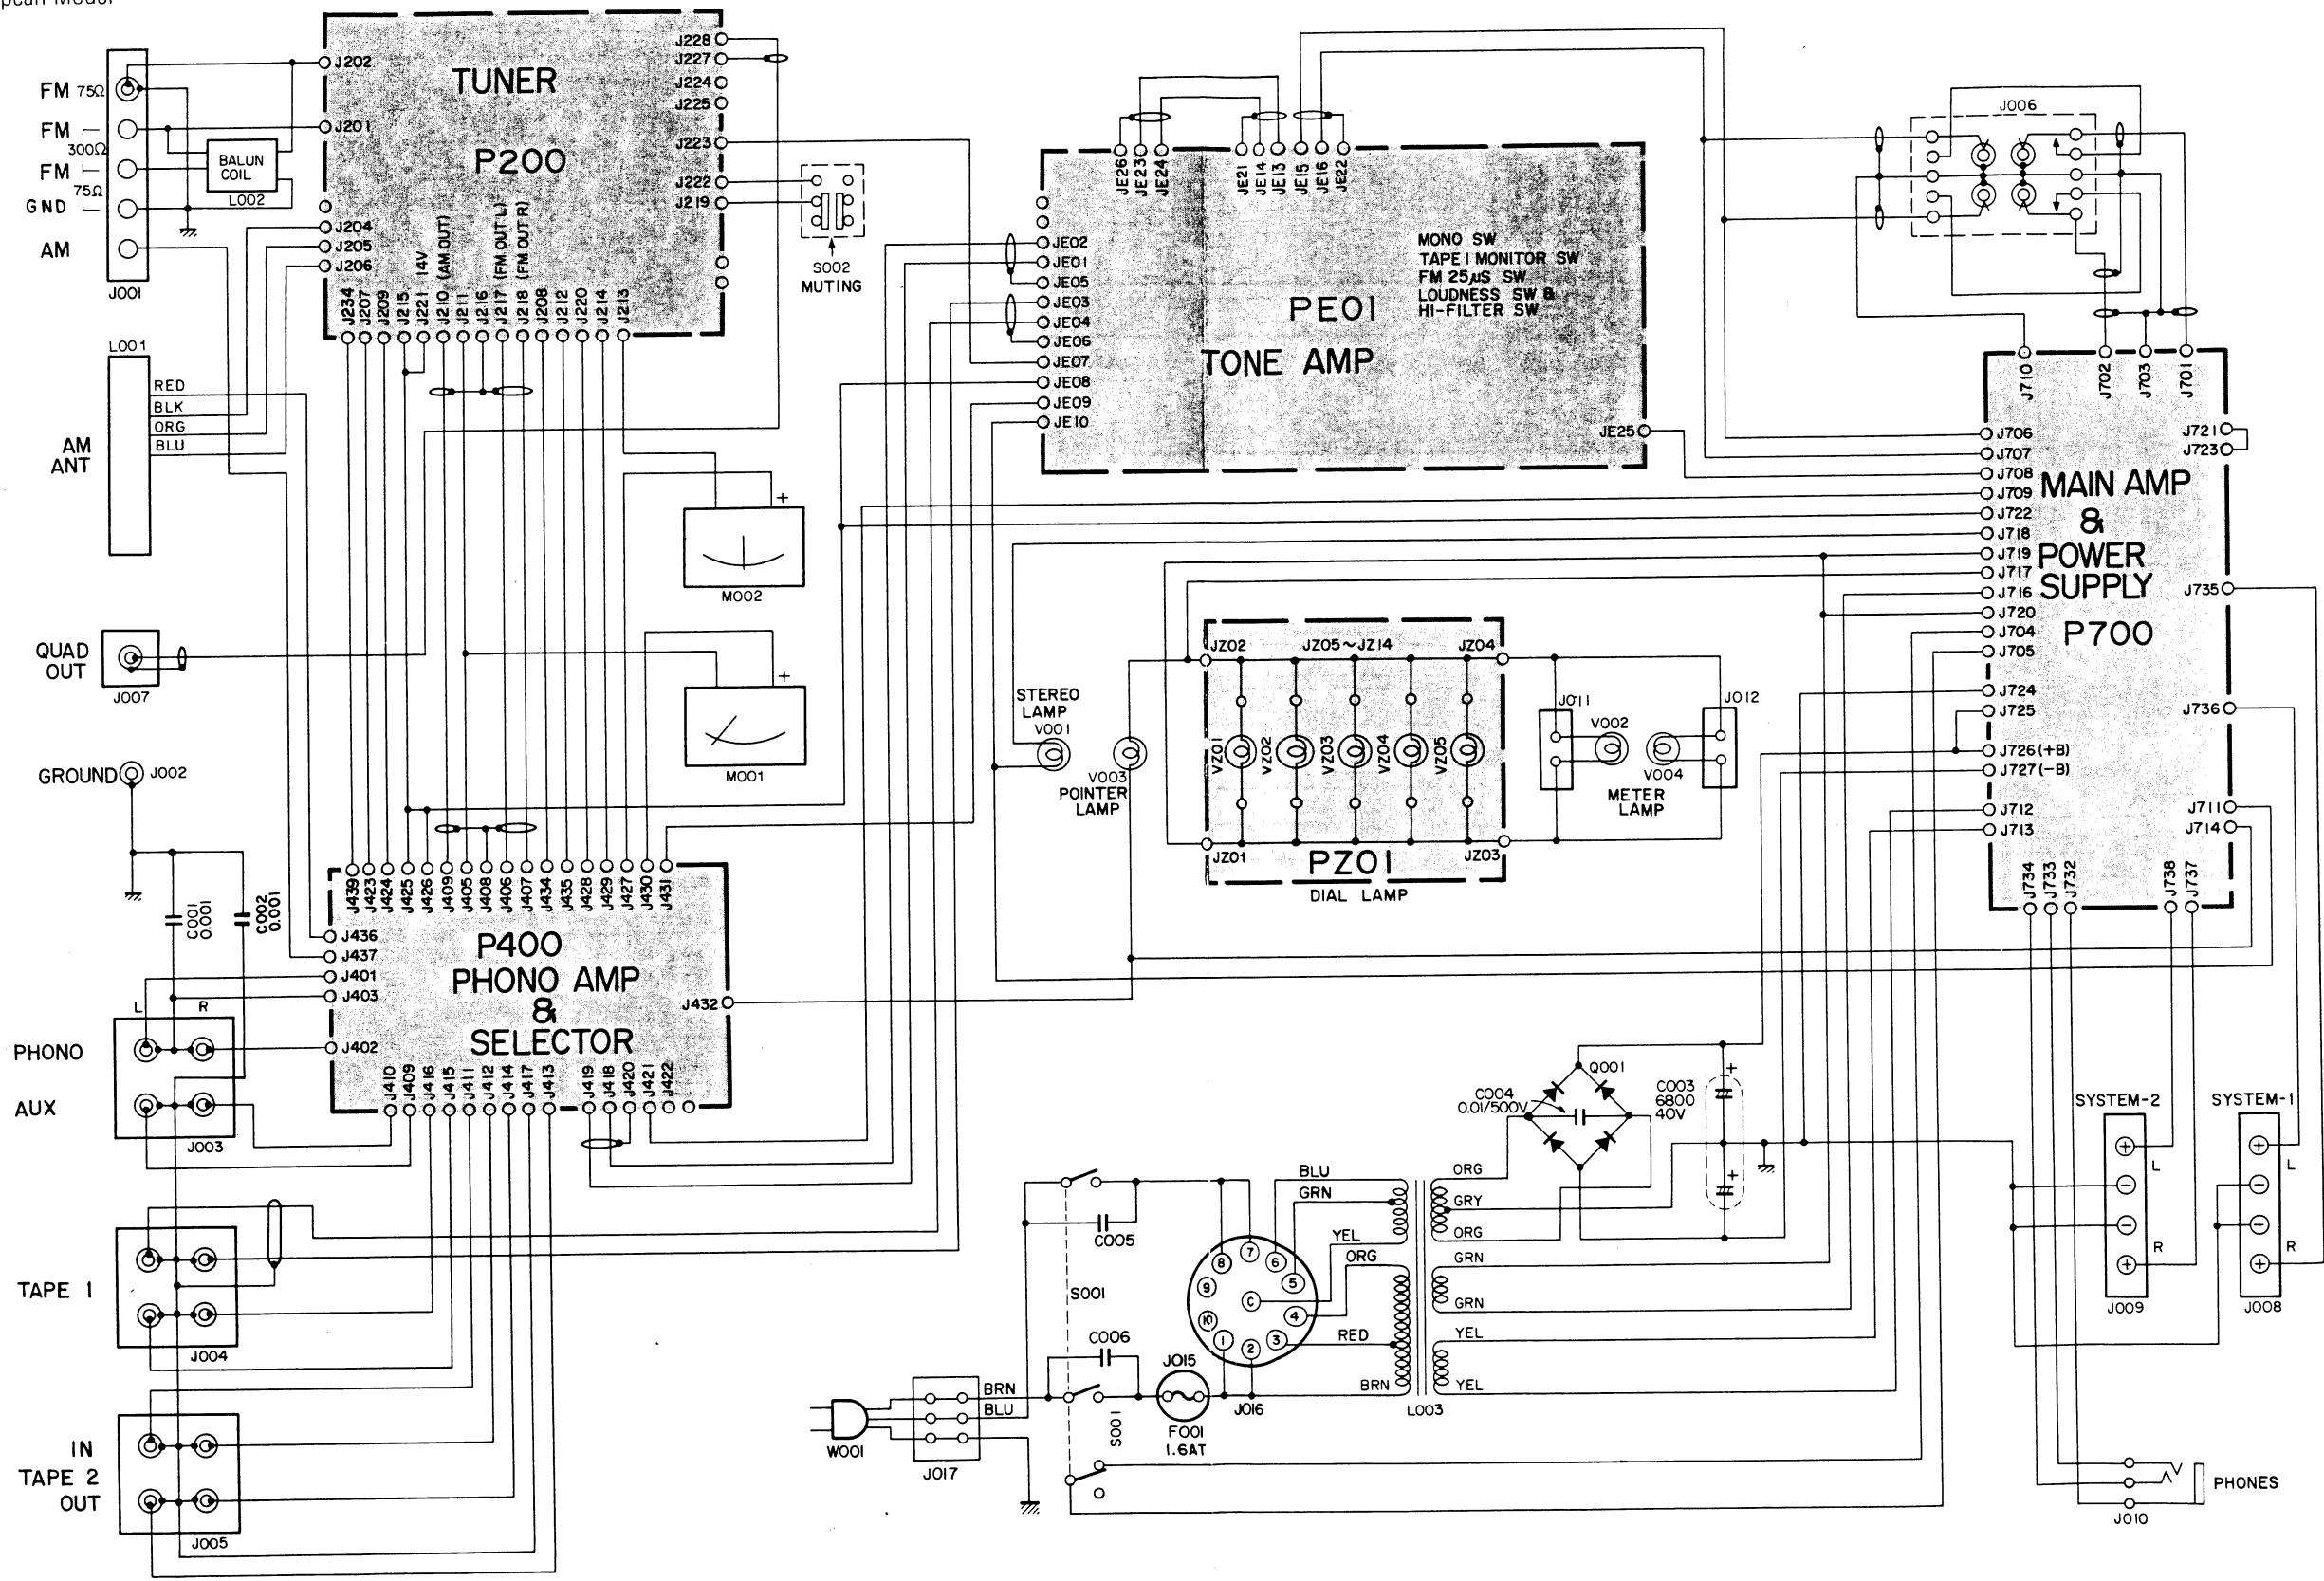 Model
FM 75Ω
FM
300Ω
FM
75Ω
GND
AM
J001
BALUN
COIL
L002
TUNER
P200
J202
J201
J204
J205
J206
J228
J227
J224
J225
J223
J222
J219
J234
J207
J209
J215
J221 14V
J210 (AM.OUT)
J211
J216
J217 (FM.OUT L)
J218 (FM.OUT R)
J208
J212
J220
J214
J213
S002
MUTING
L001
RED
BLK
ORG
BLU
AM
ANT
M002
M001
QUAD
OUT
J007
GROUND
J002
C001
0.001
C002
0.001
J439
J423
J424
J425
J426
J409
J405
J408
J406
J407
J434
J435
J428
J429
J427
J430
J431
P400
PHONO AMP
&
SELECTOR
J436
J437
J401
J403
J402
J432
J410
J409
J416
J415
J411
J412
J414
J417
J413
J419
J418
J420
J421
J422
L
R
PHONO
AUX
J003
TAPE 1
J004
IN
TAPE 2
OUT
J005
JE26
JE23
JE24
JE21
JE14
JE13
JE15
JE16
JE22
JE02
JE01
JE05
JE03
JE04
JE06
JE07
JE08
JE09
JE10
JE25
PE01
TONE AMP
MONO SW
TAPE 1 MONITOR SW
FM 25μS SW
LOUDNESS SW &
HI-FILTER SW
J006
J710
J702
J703
J701
J706
J707
J708
J709
J722
J718
J719
J717
J716
J720
J704
J705
J724
J725
J726(+B)
J727(-B)
J712
J713
J721
J723
J735
J736
J711
J714
J734
J733
J732
J738
J737
MAIN AMP
&
POWER
SUPPLY
P700
STEREO
LAMP
V001
V003
POINTER
LAMP
JZ02
JZ05~JZ14
JZ04
VZ01
VZ02
VZ03
VZ04
VZ05
JZ01
JZ03
PZ01
DIAL LAMP
J011
V002
J012
V004
METER
LAMP
Q001
C004
0.01/500V
C003
6800
40V
BLU
GRN
YEL
ORG
RED
BRN
ORG
GRY
ORG
GRN
GRN
YEL
YEL
L003
C005
S001
C006
S001
J015
F001
1.6AT
J016
7
8
6
9
5
C
10
4
1
2
3
W001
J017
BRN
BLU
SYSTEM-2
L
R
J009
SYSTEM-1
L
R
J008
PHONES
J010